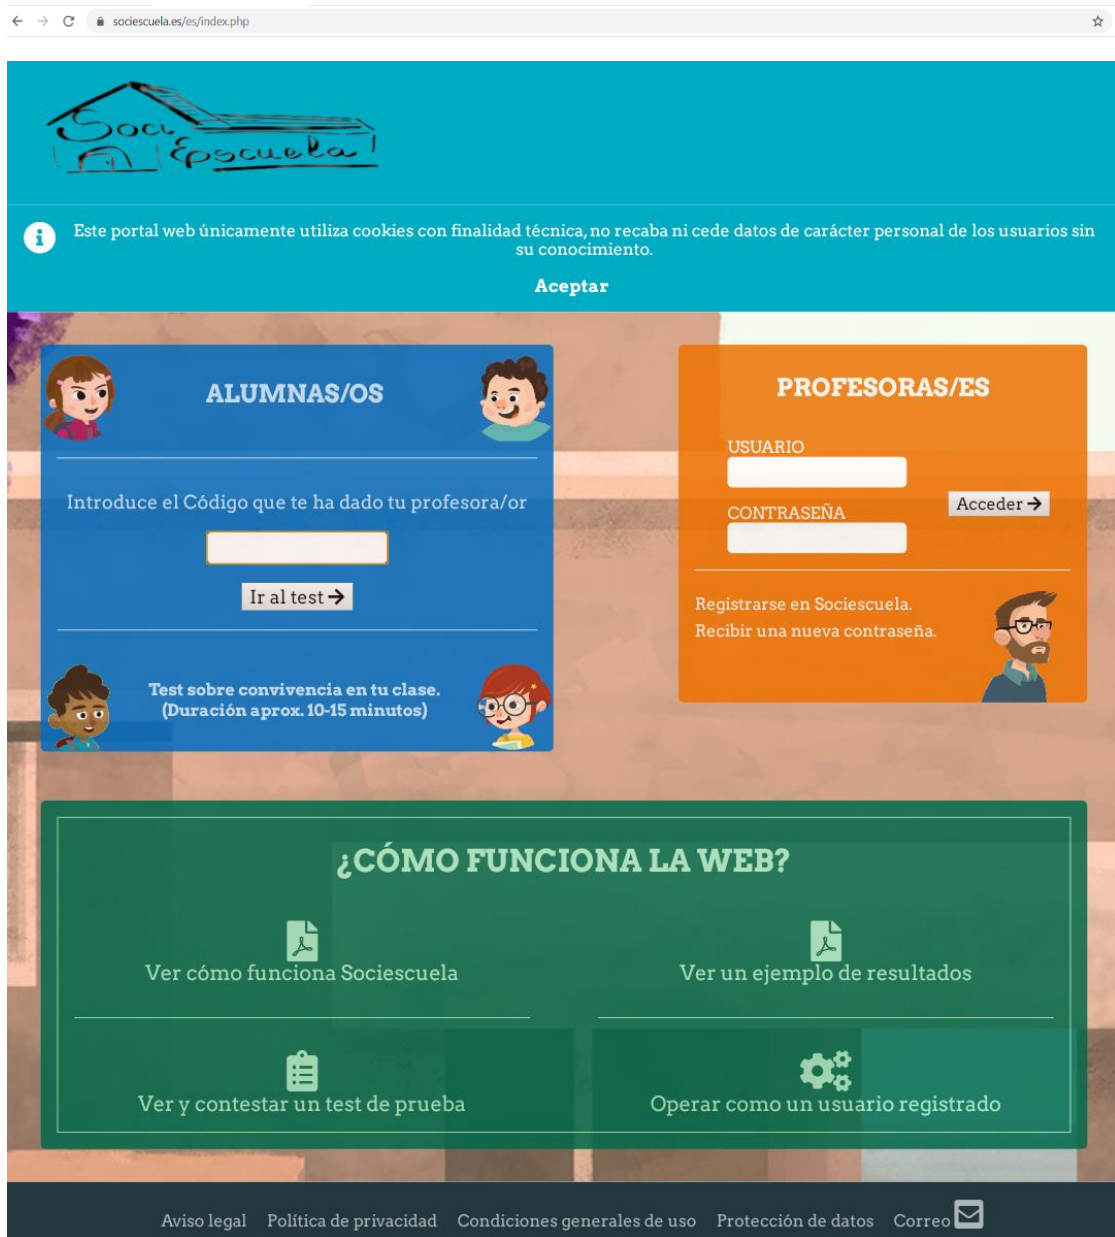 sociescuela.es/es/index.php
Soci
Escuela
Este portal web únicamente utiliza cookies con finalidad técnica, no recaba ni cede datos de carácter personal de los usuarios sin
su conocimiento.
Aceptar
ALUMNAS/OS
Introduce el Código que te ha dado tu profesora/or
Ir al test
Test sobre convivencia en tu clase.
(Duración aprox. 10-15 minutos)
PROFESORAS/ES
USUARIO
CONTRASEÑA
Acceder
Registrarse en Sociescuela.
Recibir una nueva contraseña.
¿CÓMO FUNCIONA LA WEB?
Ver cómo funciona Sociescuela
Ver un ejemplo de resultados
Ver y contestar un test de prueba
Operar como un usuario registrado
Aviso legal Política de privacidad Condiciones generales de uso Protección de datos Correo